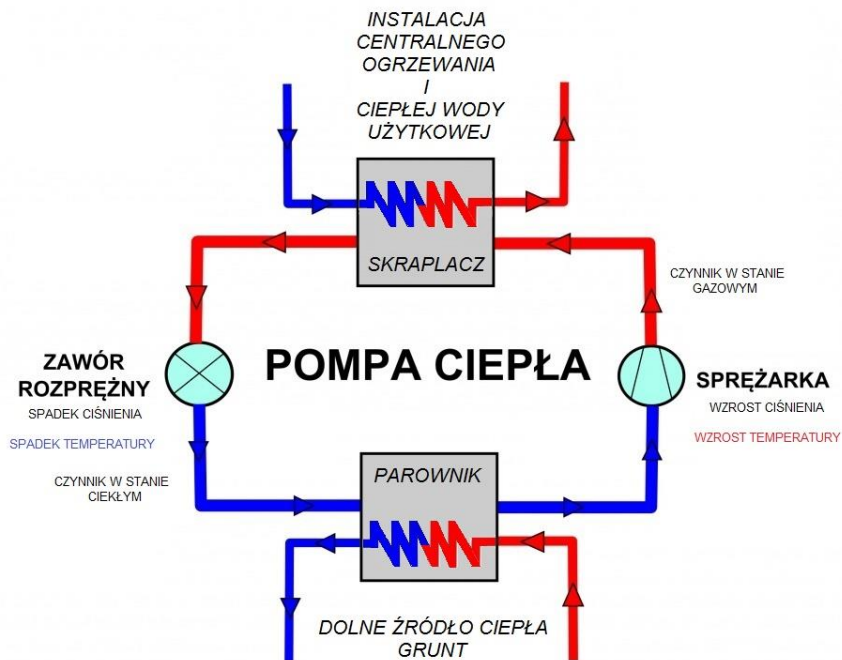 INSTALACJA
CENTRALNEGO
OGRZEWANIA
I
CIEPŁEJ WODY
UŻYTKOWEJ
SKRAPLACZ
CZYNNIK W STANIE
GAZOWYM
ZAWÓR
ROZPRĘŻNY
SPADEK CIŚNIENIA
SPADEK TEMPERATURY
CZYNNIK W STANIE
CIEKŁYM
POMPA CIEPŁA
SPRĘŻARKA
WZROST CIŚNIENIA
WZROST TEMPERATURY
PAROWNIK
DOLNE ŹRÓDŁO CIEPŁA
GRUNT